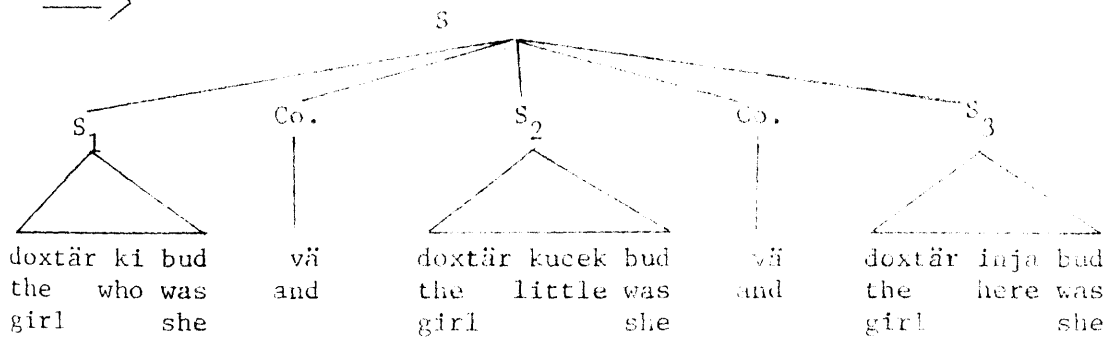 S
S1 Co. S2 Co. S3
doxtär ki bud vä doxtär kucek bud vä doxtär inja bud
the who was and the little was and the here was
girl she girl she girl she